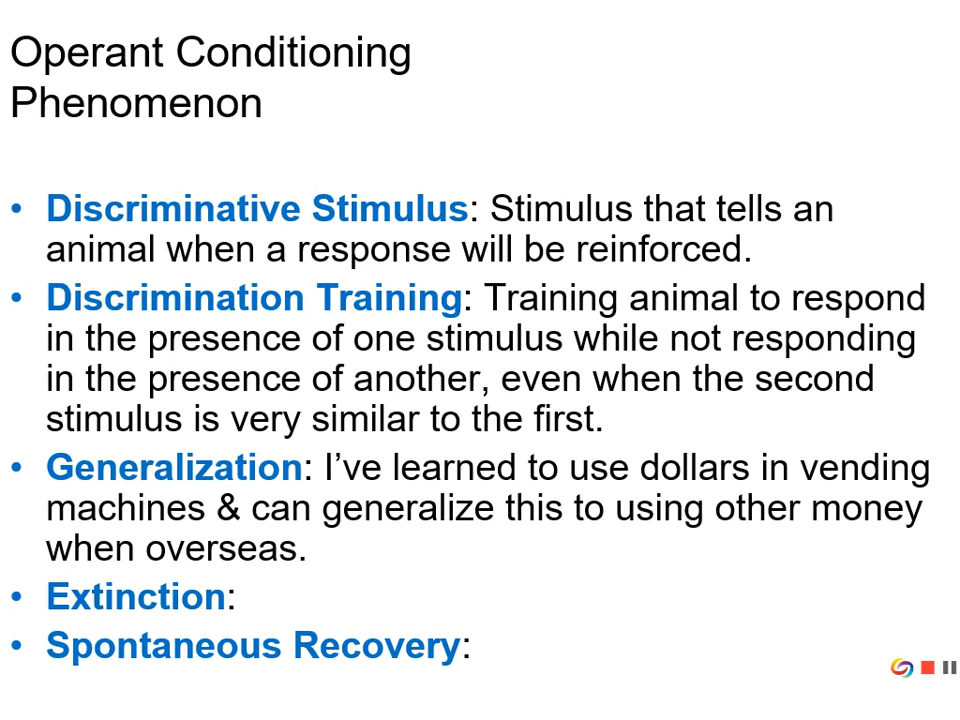 Operant Conditioning
Phenomenon
• Discriminative Stimulus: Stimulus that tells an
animal when a response will be reinforced.
• Discrimination Training: Training animal to respond
in the presence of one stimulus while not responding
in the presence of another, even when the second
stimulus is very similar to the first.
• Generalization: I’ve learned to use dollars in vending
machines & can generalize this to using other money
when overseas.
• Extinction:
• Spontaneous Recovery: